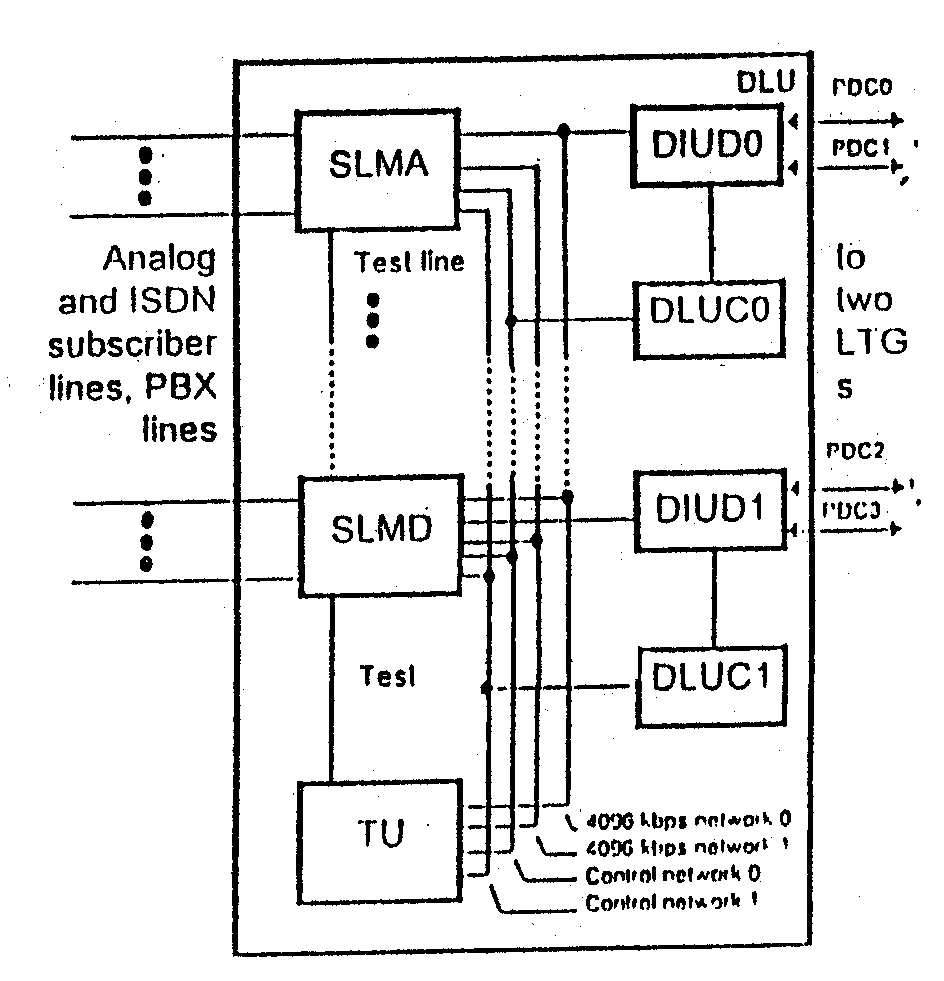 DLU
PDC0
SLMA
DIUD0
PDC1
Analog
and ISDN
subscriber
lines, PBX
lines
Test line
DLUC0
to
two
LTG
s
PDC2
SLMD
DIUD1
PDC3
Test
DLUC1
TU
4096 kbps network 0
4096 kbps network 1
Control network 0
Control network 1